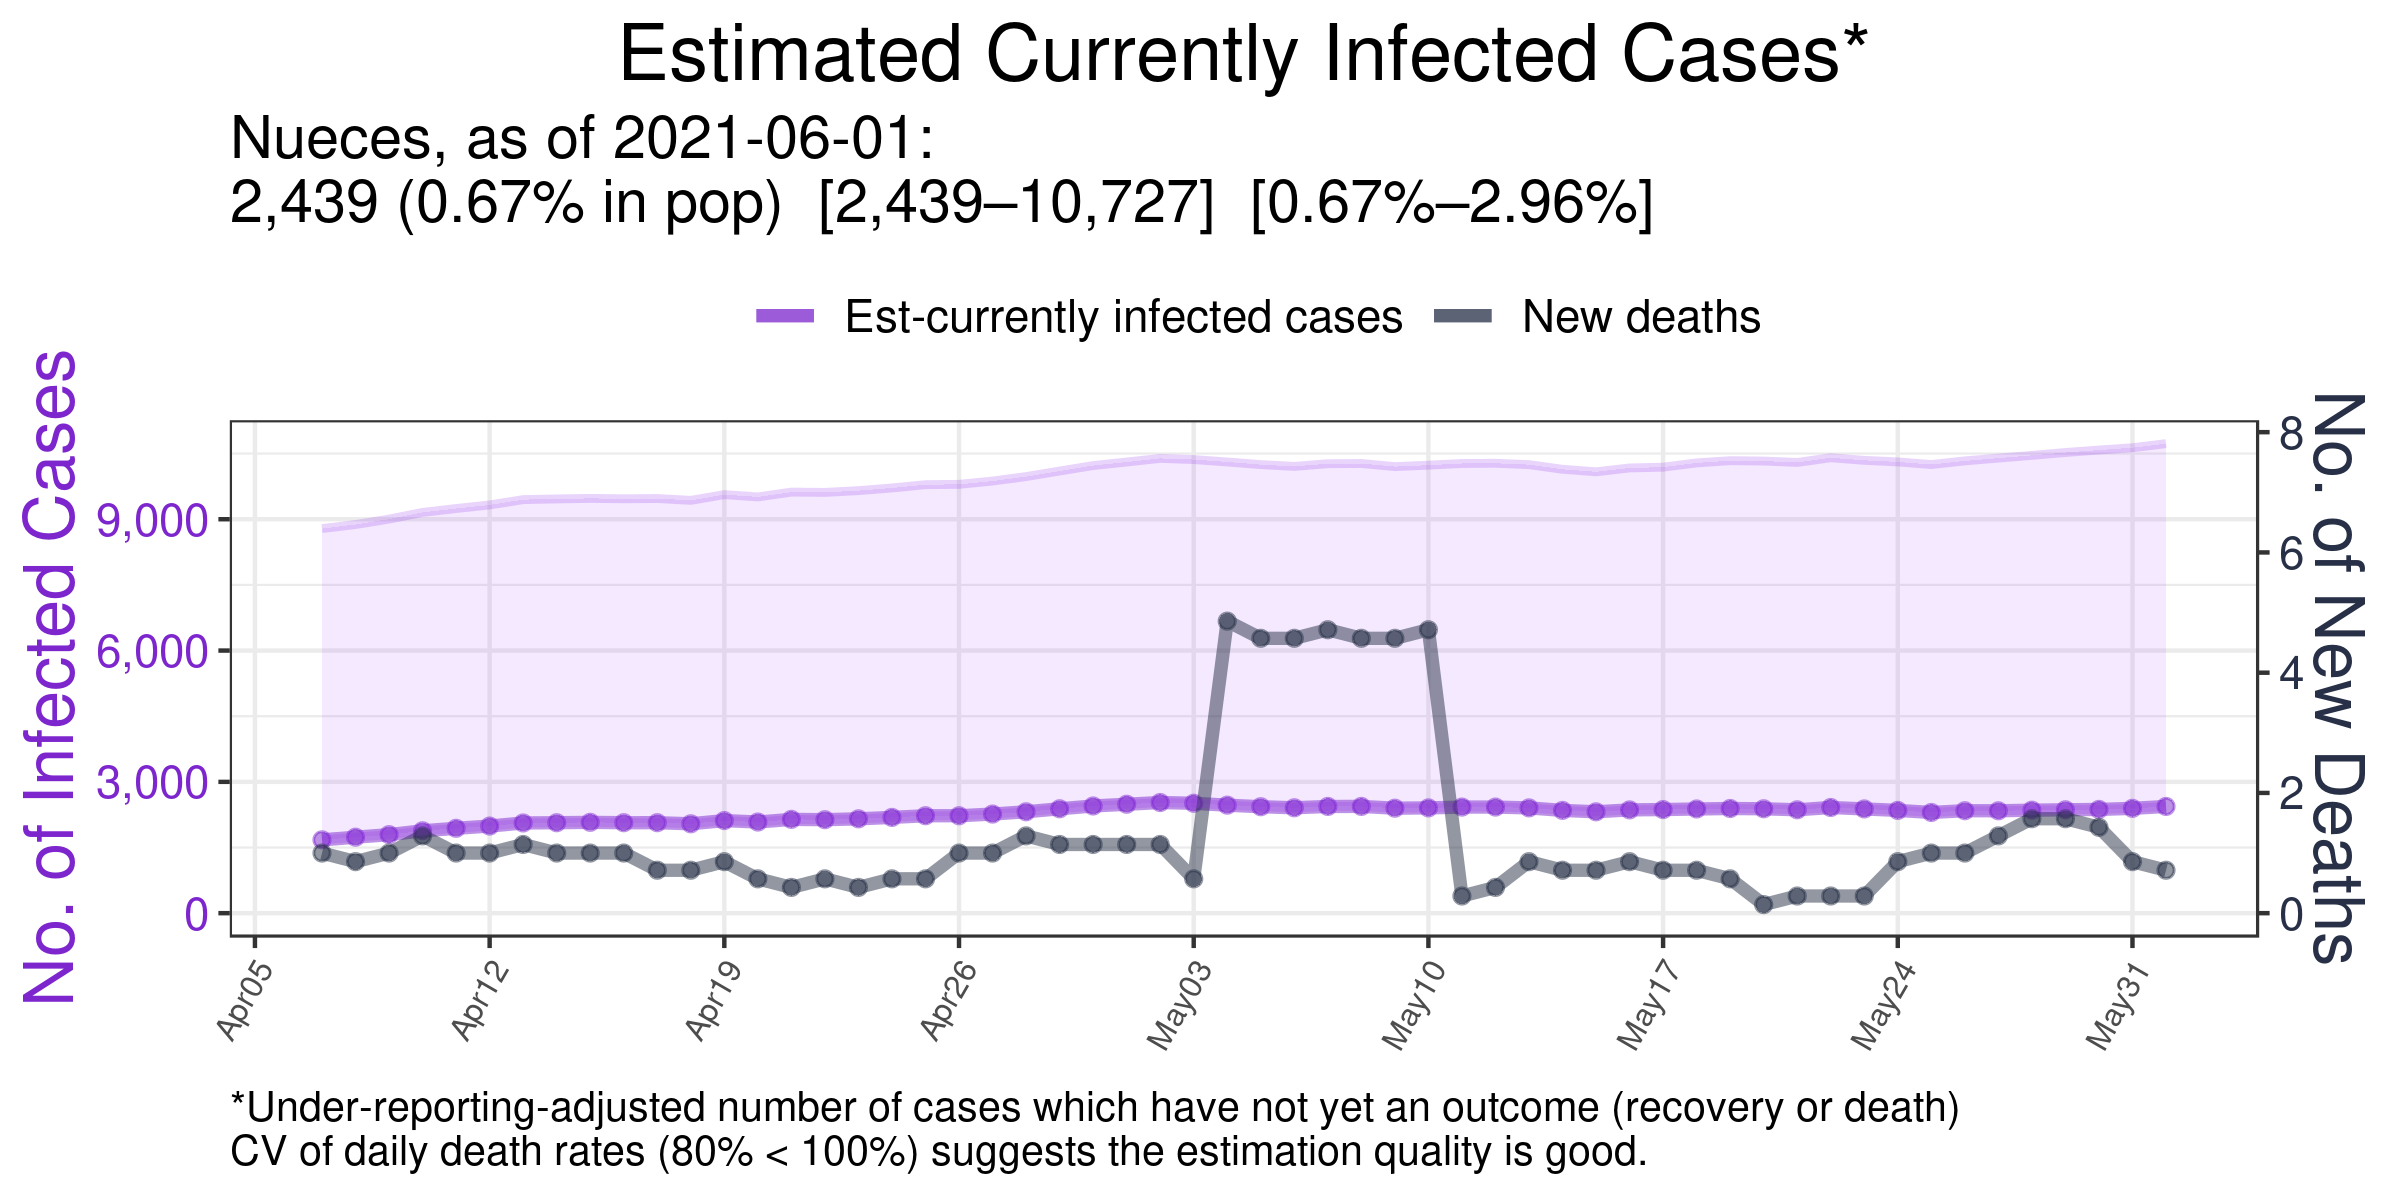 Estimated Currently Infected Cases*
Nueces, as of 2021-06-01:
2,439 (0.67% in pop)  [2,439–10,727]  [0.67%–2.96%]
Est-currently infected cases
New deaths
No. of Infected Cases
9,000
6,000
3,000
0
8
6
4
2
0
No. of New Deaths
Apr05
Apr12
Apr19
Apr26
May03
May10
May17
May24
May31
*Under-reporting-adjusted number of cases which have not yet an outcome (recovery or death)
CV of daily death rates (80% < 100%) suggests the estimation quality is good.